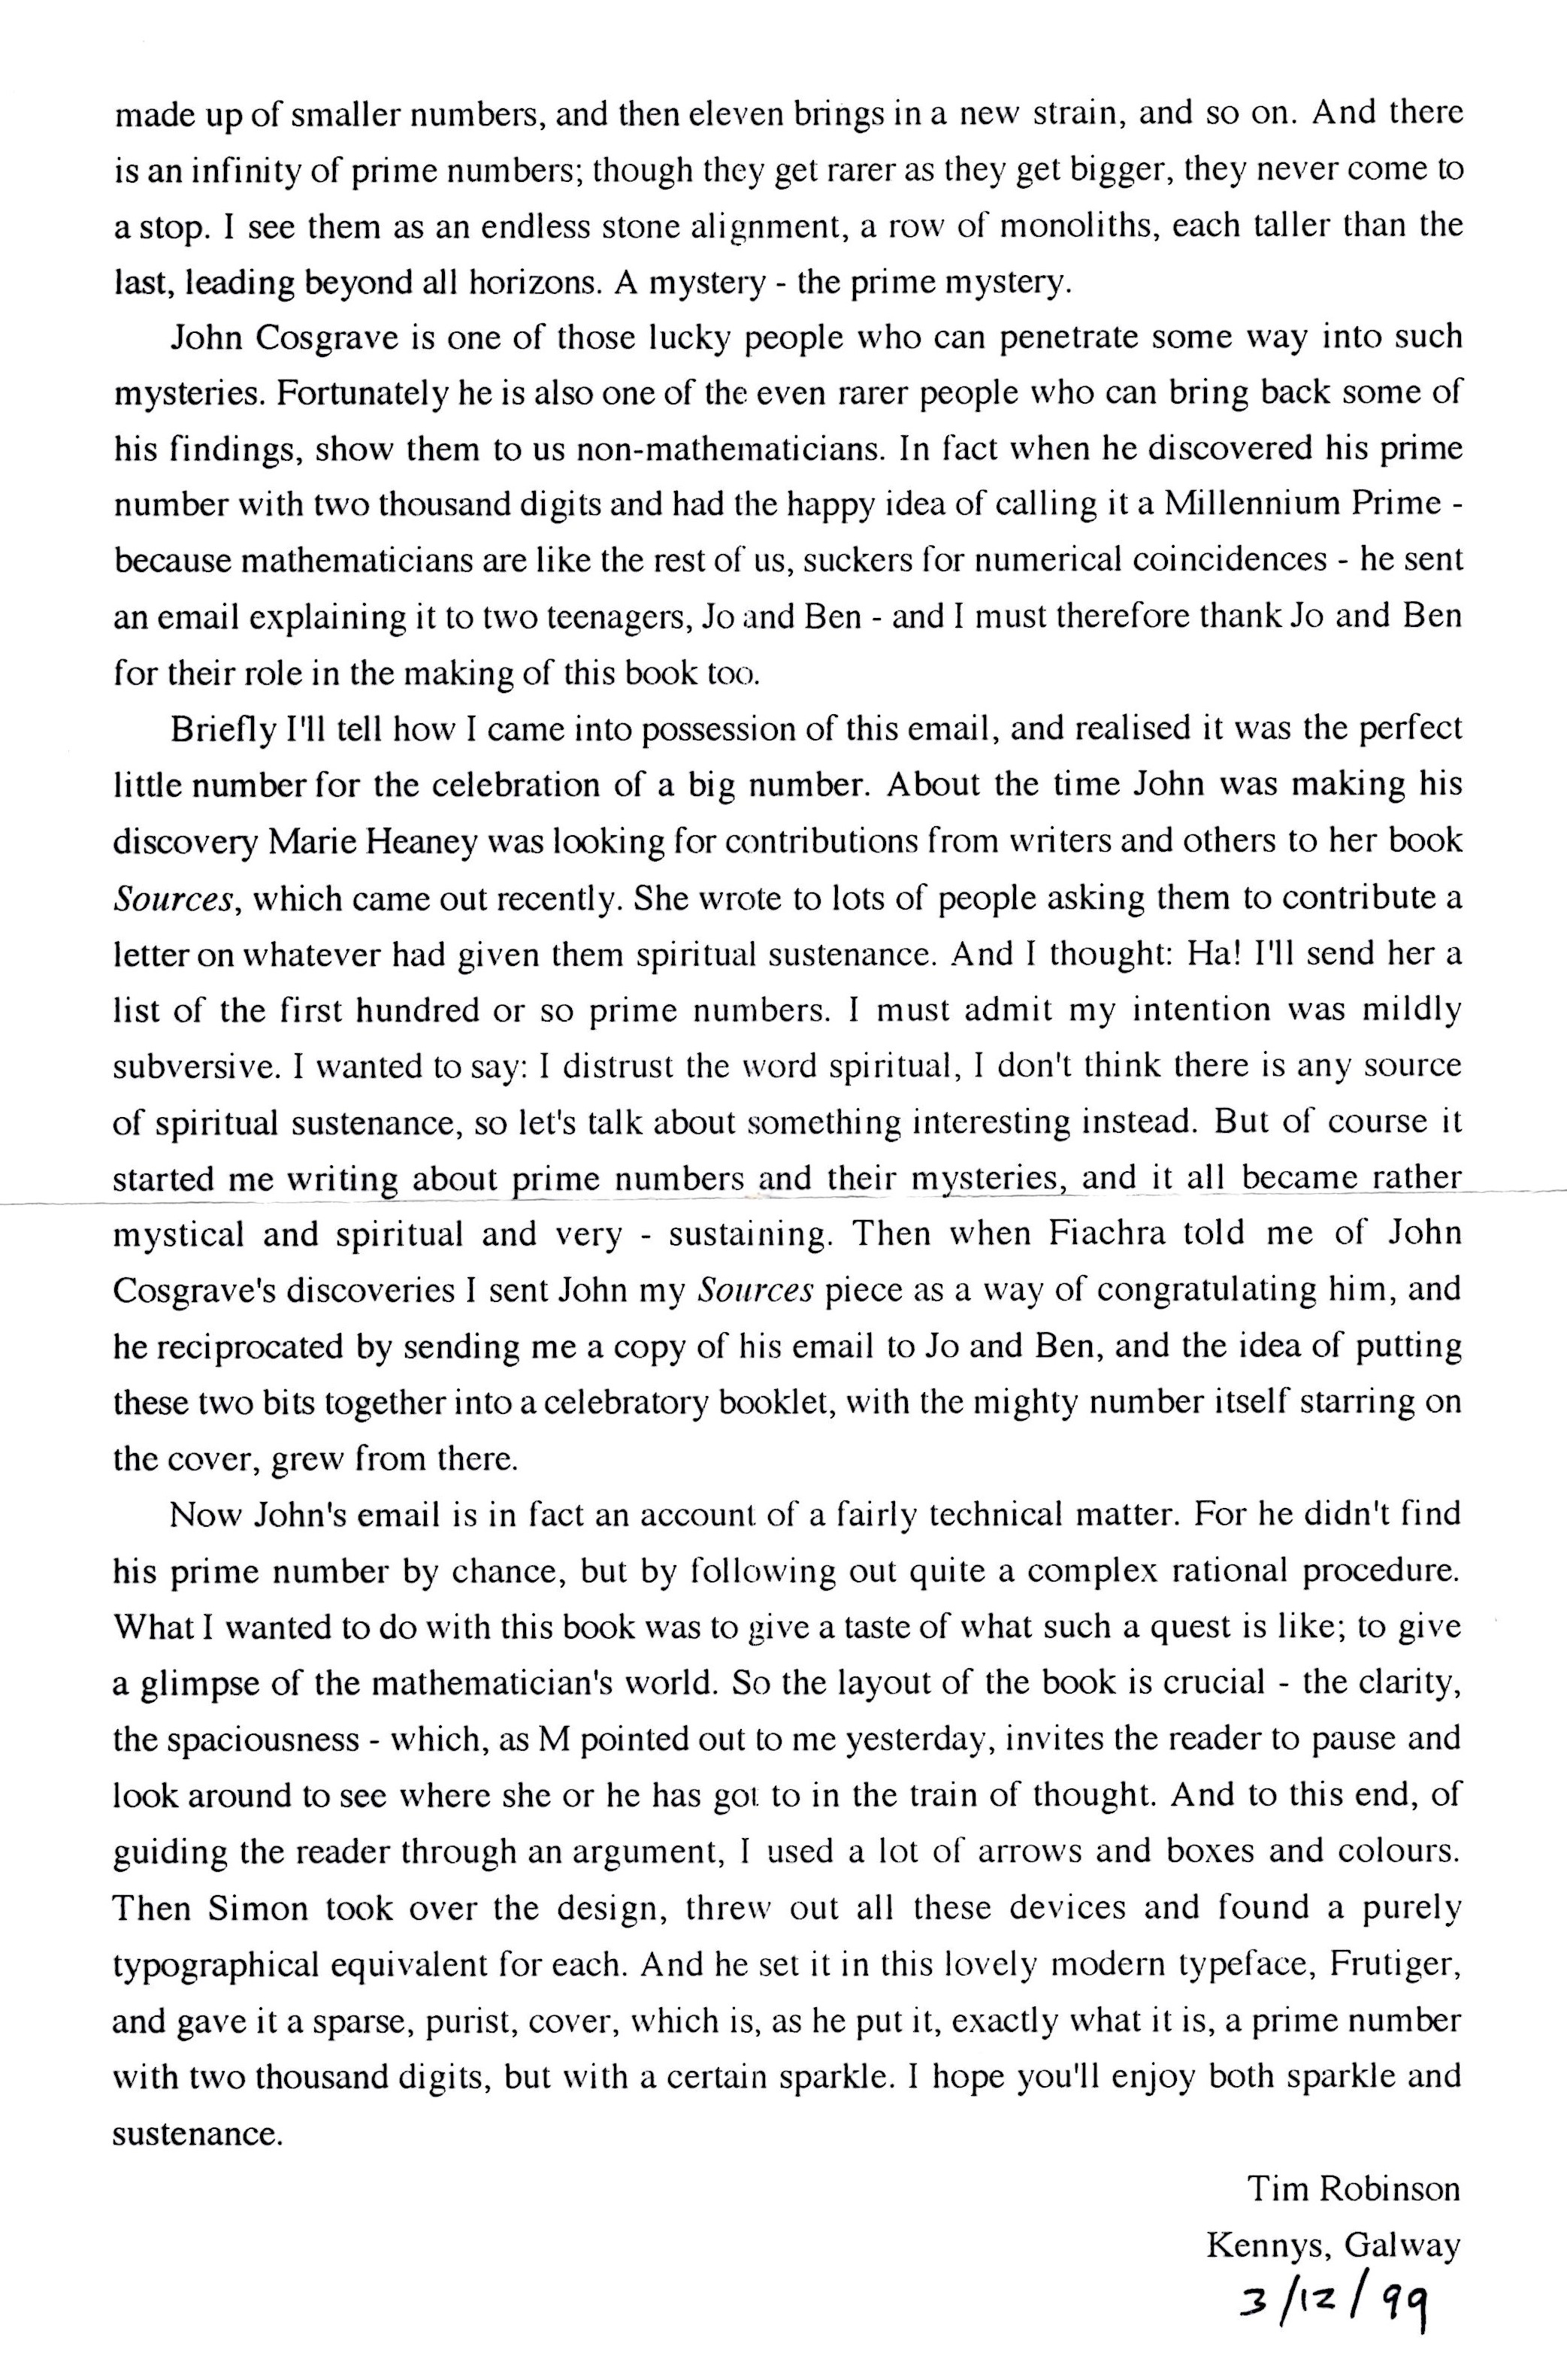 made up of smaller numbers, and then eleven brings in a new strain, and so on. And there
is an infinity of prime numbers; though they get rarer as they get bigger, they never come to
a stop. I see them as an endless stone alignment, a row of monoliths, each taller than the
last, leading beyond all horizons. A mystery - the prime mystery.
John Cosgrave is one of those lucky people who can penetrate some way into such
mysteries. Fortunately he is also one of the even rarer people who can bring back some of
his findings, show them to us non-mathematicians. In fact when he discovered his prime
number with two thousand digits and had the happy idea of calling it a Millennium Prime -
because mathematicians are like the rest of us, suckers for numerical coincidences - he sent
an email explaining it to two teenagers, Jo and Ben - and I must therefore thank Jo and Ben
for their role in the making of this book too.
Briefly I'll tell how I came into possession of this email, and realised it was the perfect
little number for the celebration of a big number. About the time John was making his
discovery Marie Heaney was looking for contributions from writers and others to her book
Sources, which came out recently. She wrote to lots of people asking them to contribute a
letter on whatever had given them spiritual sustenance. And I thought: Ha! I'll send her a
list of the first hundred or so prime numbers. I must admit my intention was mildly
subversive. I wanted to say: I distrust the word spiritual, I don't think there is any source
of spiritual sustenance, so let's talk about something interesting instead. But of course it
started me writing about prime numbers and their mysteries, and it all became rather
mystical and spiritual and very - sustaining. Then when Fiachra told me of John
Cosgrave's discoveries I sent John my Sources piece as a way of congratulating him, and
he reciprocated by sending me a copy of his email to Jo and Ben, and the idea of putting
these two bits together into a celebratory booklet, with the mighty number itself starring on
the cover, grew from there.
Now John's email is in fact an account of a fairly technical matter. For he didn't find
his prime number by chance, but by following out quite a complex rational procedure.
What I wanted to do with this book was to give a taste of what such a quest is like; to give
a glimpse of the mathematician's world. So the layout of the book is crucial - the clarity,
the spaciousness - which, as M pointed out to me yesterday, invites the reader to pause and
look around to see where she or he has got to in the train of thought. And to this end, of
guiding the reader through an argument, I used a lot of arrows and boxes and colours.
Then Simon took over the design, threw out all these devices and found a purely
typographical equivalent for each. And he set it in this lovely modern typeface, Frutiger,
and gave it a sparse, purist, cover, which is, as he put it, exactly what it is, a prime number
with two thousand digits, but with a certain sparkle. I hope you'll enjoy both sparkle and
sustenance.
Tim Robinson
Kennys, Galway
3/12/99